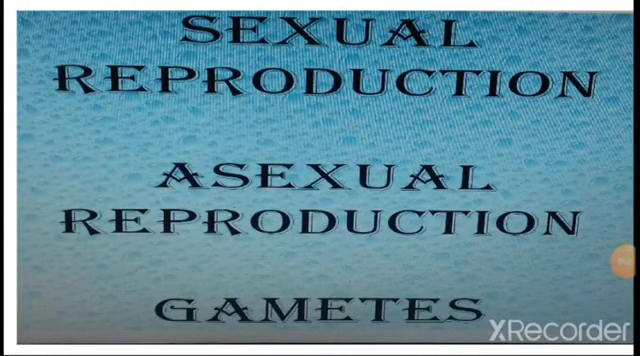 SEXUAL
REPRODUCTION
ASEXUAL
REPRODUCTION
GAMETES
XRecorder